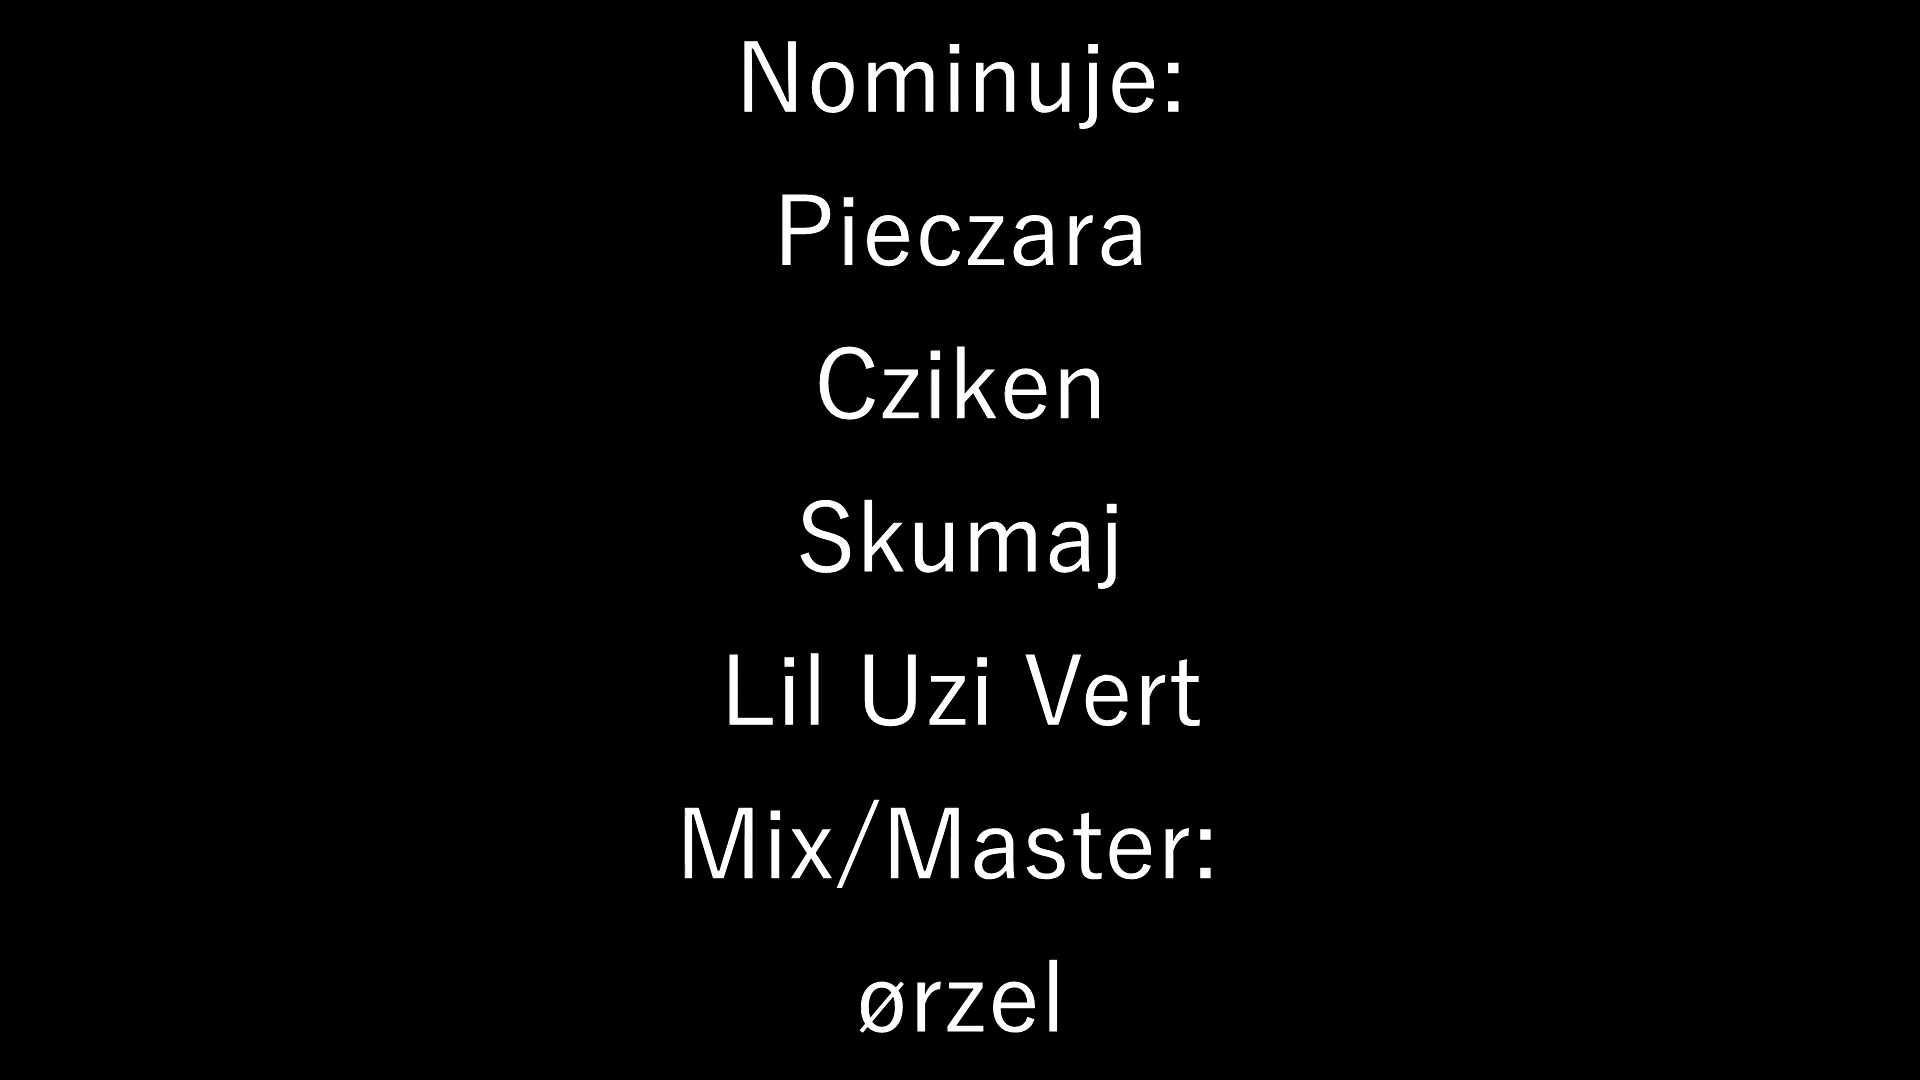 Nominuje:
Pieczara
Cziken
Skumaj
Lil Uzi Vert
Mix/Master:
ørzel